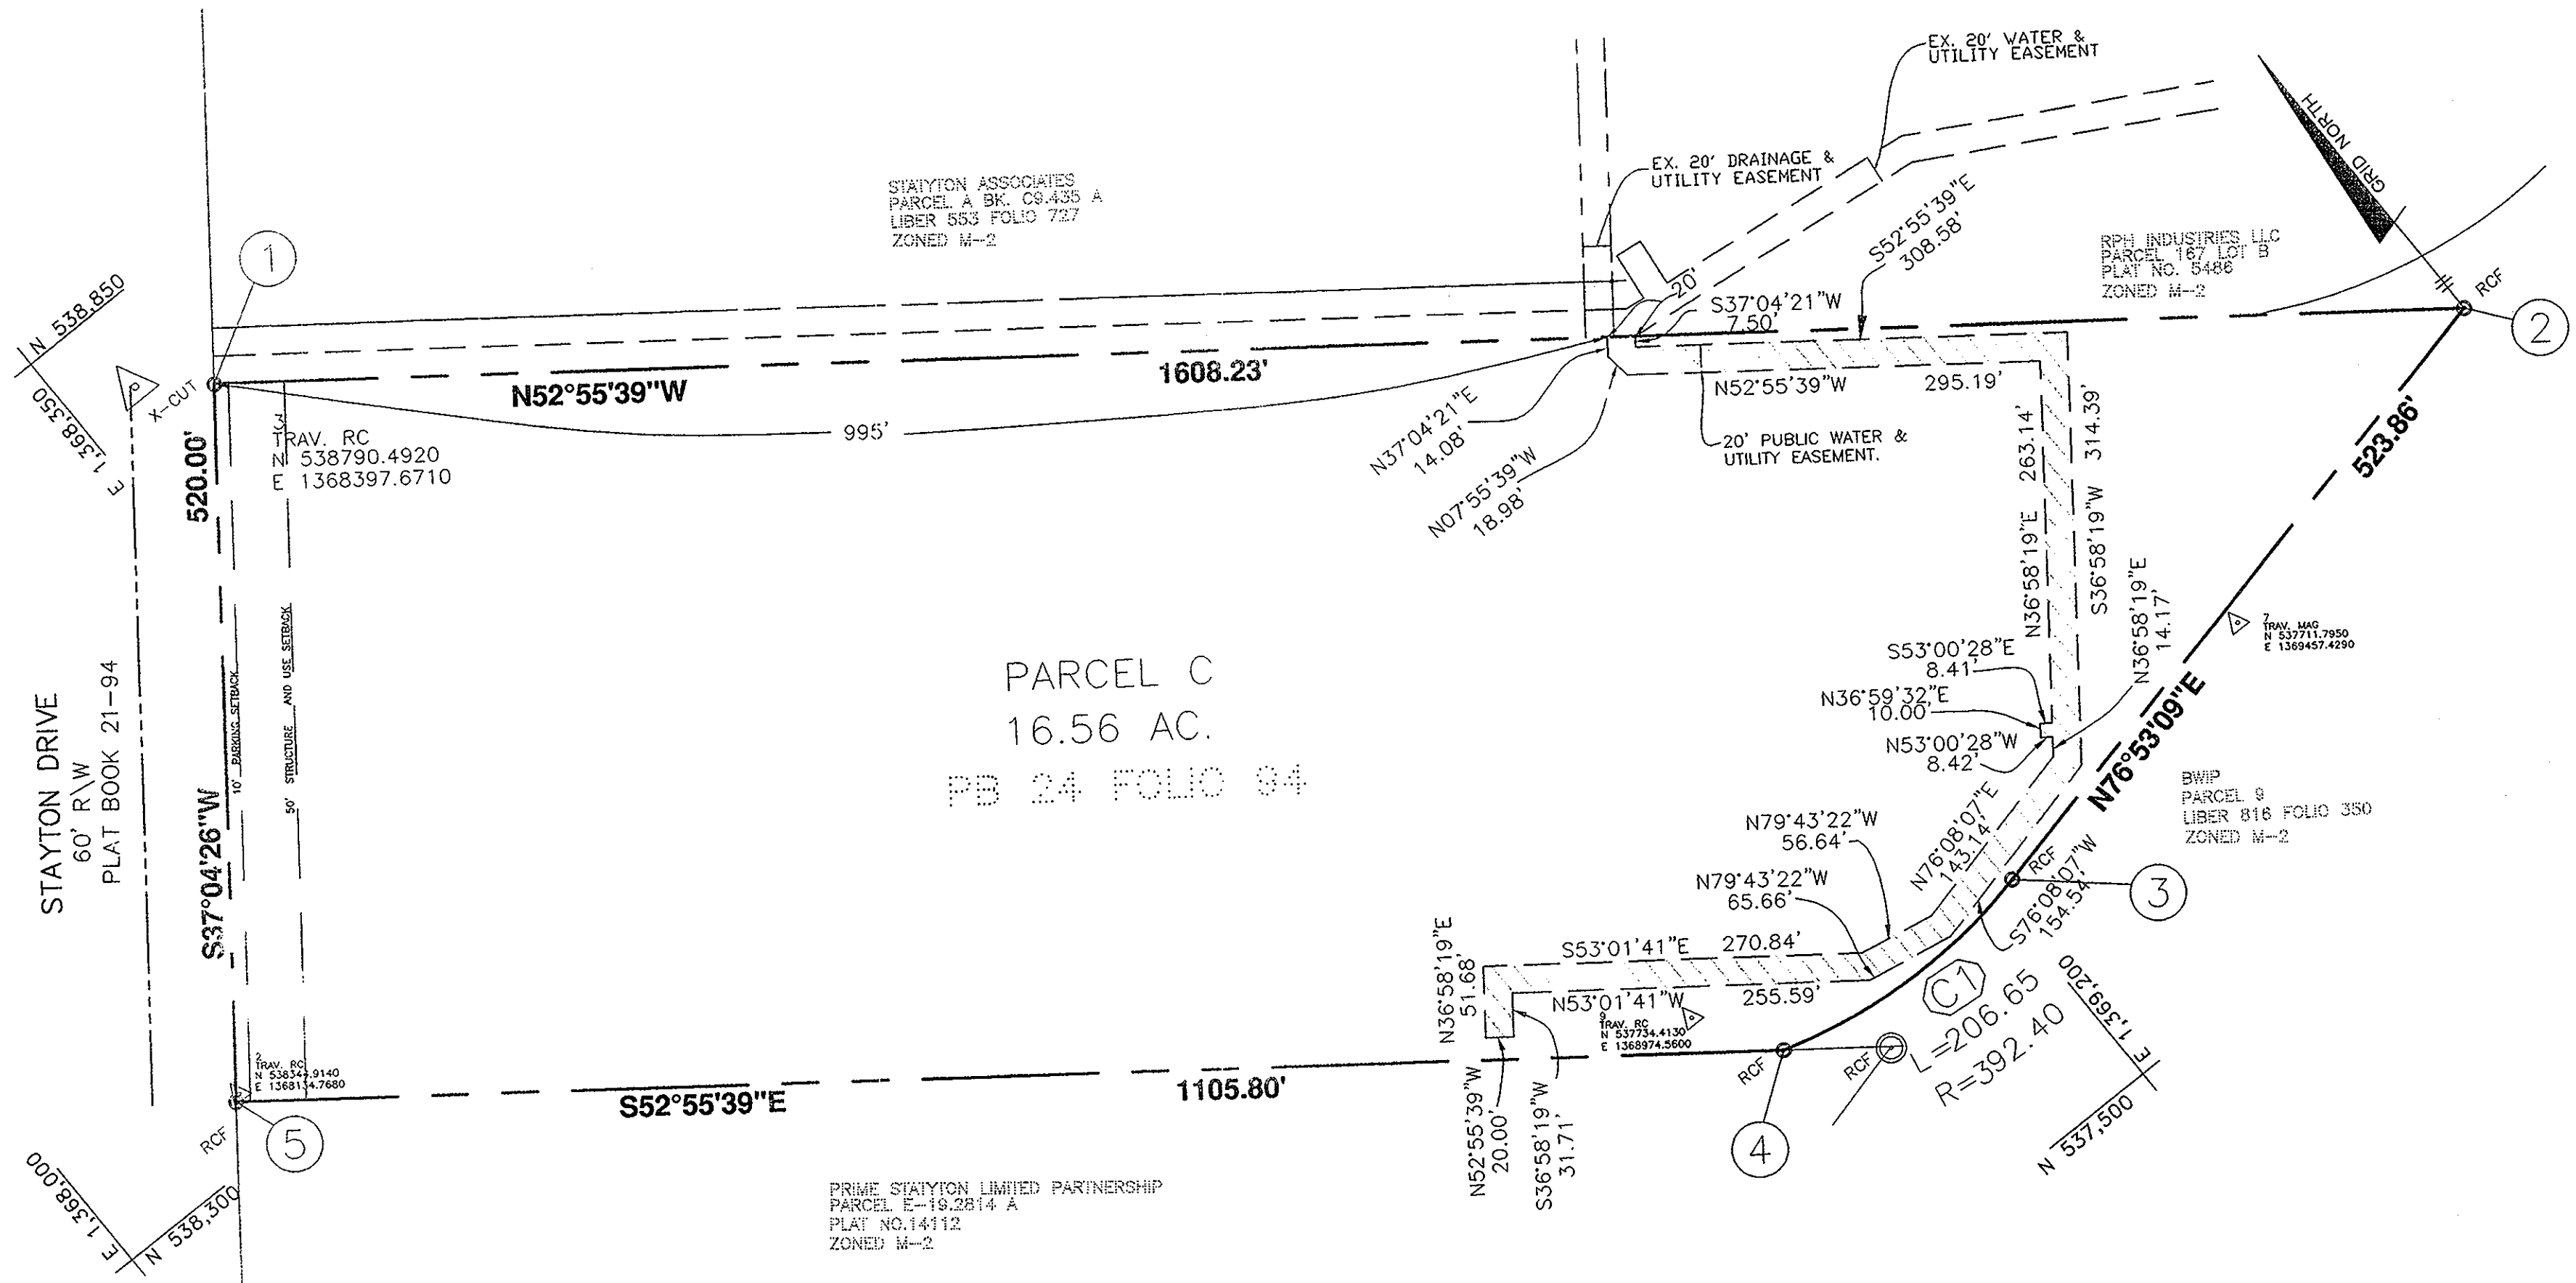 EX. 20' WATER &
UTILITY EASEMENT
EX. 20' DRAINAGE &
UTILITY EASEMENT
GRID NORTH
STATYTON ASSOCIATES
PARCEL A BK. C9.435 A
LIBER 553 FOLIO 727
ZONED M-2
S52°55'39"E
308.58'
RPH INDUSTRIES LLC
PARCEL 167 LOT B
PLAT NO. 5486
ZONED M-2
1
N 538,850
1,368,350
E
X-CUT
20'
S37°04'21"W
7.50'
RCF
2
N52°55'39"W
1608.23'
995'
N52°55'39"W
295.19'
N37°04'21"E
14.08'
N07°55'39"W
18.98'
20' PUBLIC WATER &
UTILITY EASEMENT.
3
TRAV. RC
N 538790.4920
E 1368397.6710
520.00'
523.86'
N36°58'19"E 263.14'
S36°58'19"W 314.39'
N36°58'19"E
14.17'
7
TRAV. MAG
N 537711.7950
E 1369457.4290
STAYTON DRIVE
60' R\W
PLAT BOOK 21-94
10' PARKING SETBACK
50' STRUCTURE AND USE SETBACK
S37°04'26"W
PARCEL C
16.56 AC.
PB 24 FOLIO 94
S53°00'28"E
8.41'
N36°59'32"E
10.00'
N53°00'28"W
8.42'
N76°53'09"E
BWIP
PARCEL 9
LIBER 816 FOLIO 350
ZONED M-2
N79°43'22"W
56.64'
N79°43'22"W
65.66'
N76°08'07"E
143.14'
RCF
3
S76°08'07"W
154.54'
N36°58'19"E
51.68'
S53°01'41"E 270.84'
N53°01'41"W 255.59'
9
TRAV. RC
N 537734.4130
E 1368974.5600
C1
L=206.65
R=392.40
E 1,369,200
N 537,500
RCF
RCF
4
2
TRAV. RC
N 538344.9140
E 1368134.7680
S52°55'39"E
1105.80'
N52°55'39"W
20.00'
S36°58'19"W
31.71'
RCF
5
E 1,368,000
N 538,300
PRIME STATYTON LIMITED PARTNERSHIP
PARCEL E-19.2814 A
PLAT NO.14112
ZONED M-2